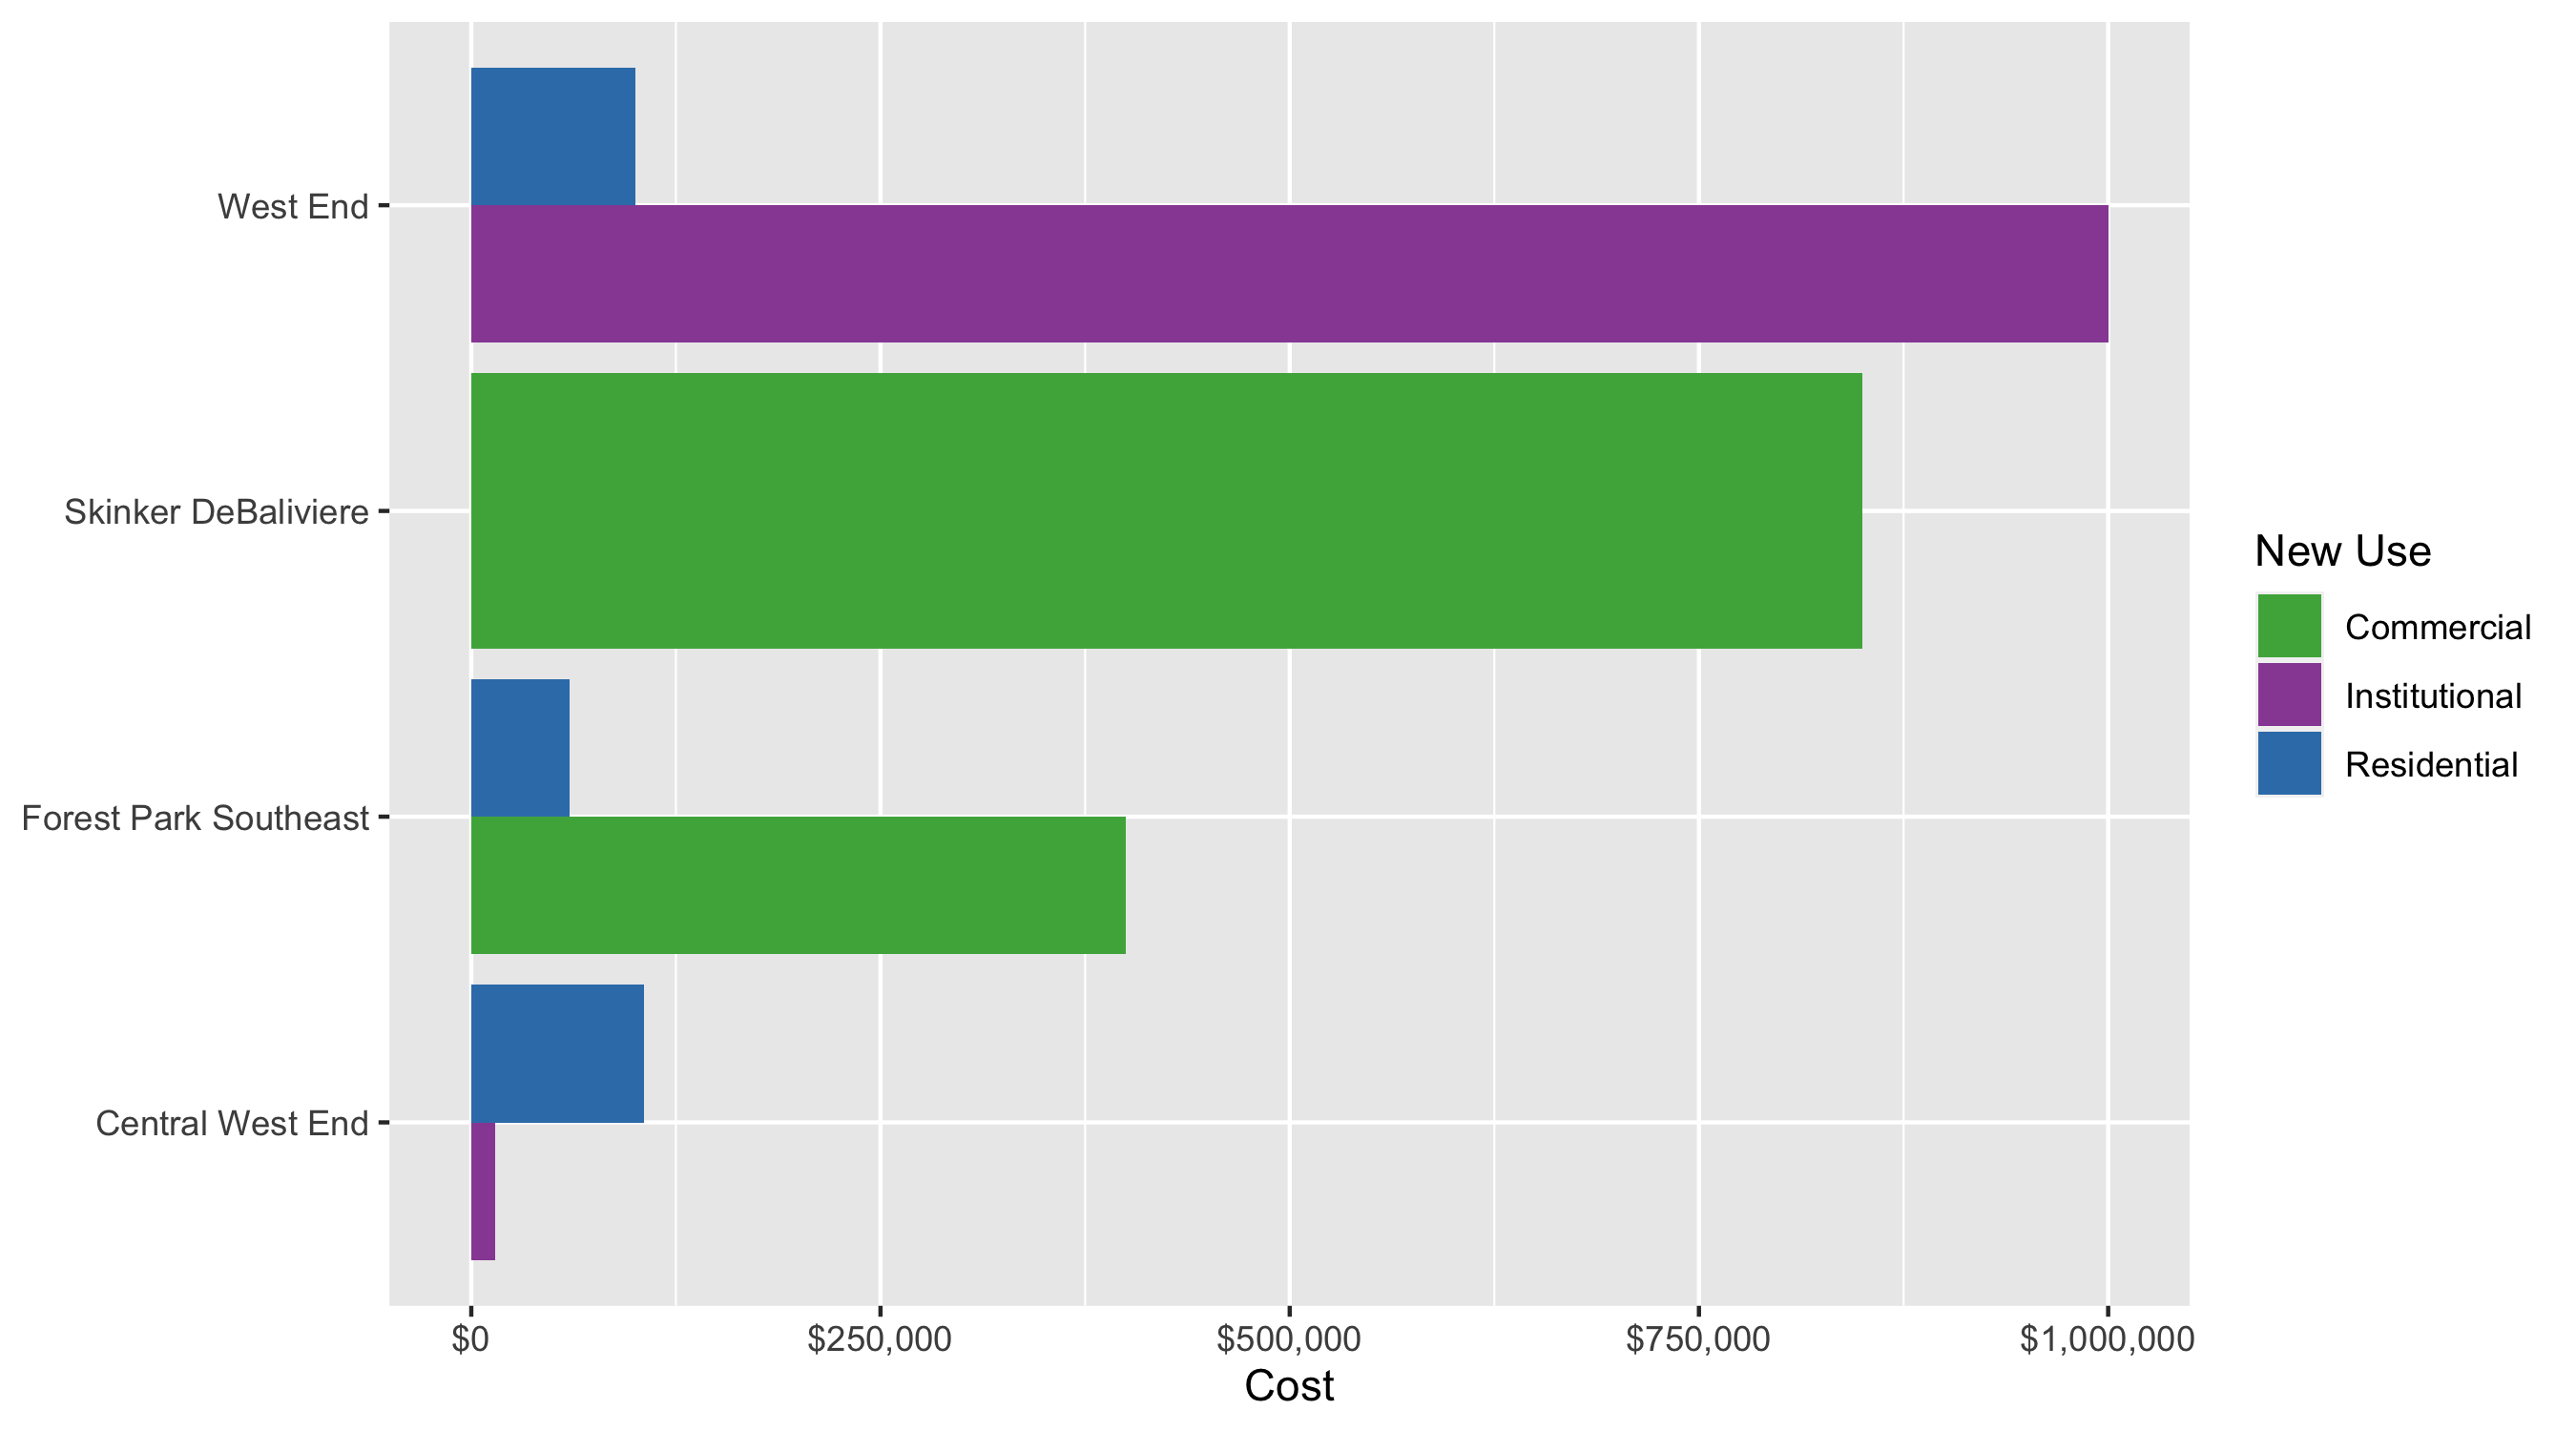 West End
Skinker DeBaliviere
Forest Park Southeast
Central West End
$0 $250,000 $500,000 $750,000 $1,000,000
Cost
New Use
Commercial
Institutional
Residential